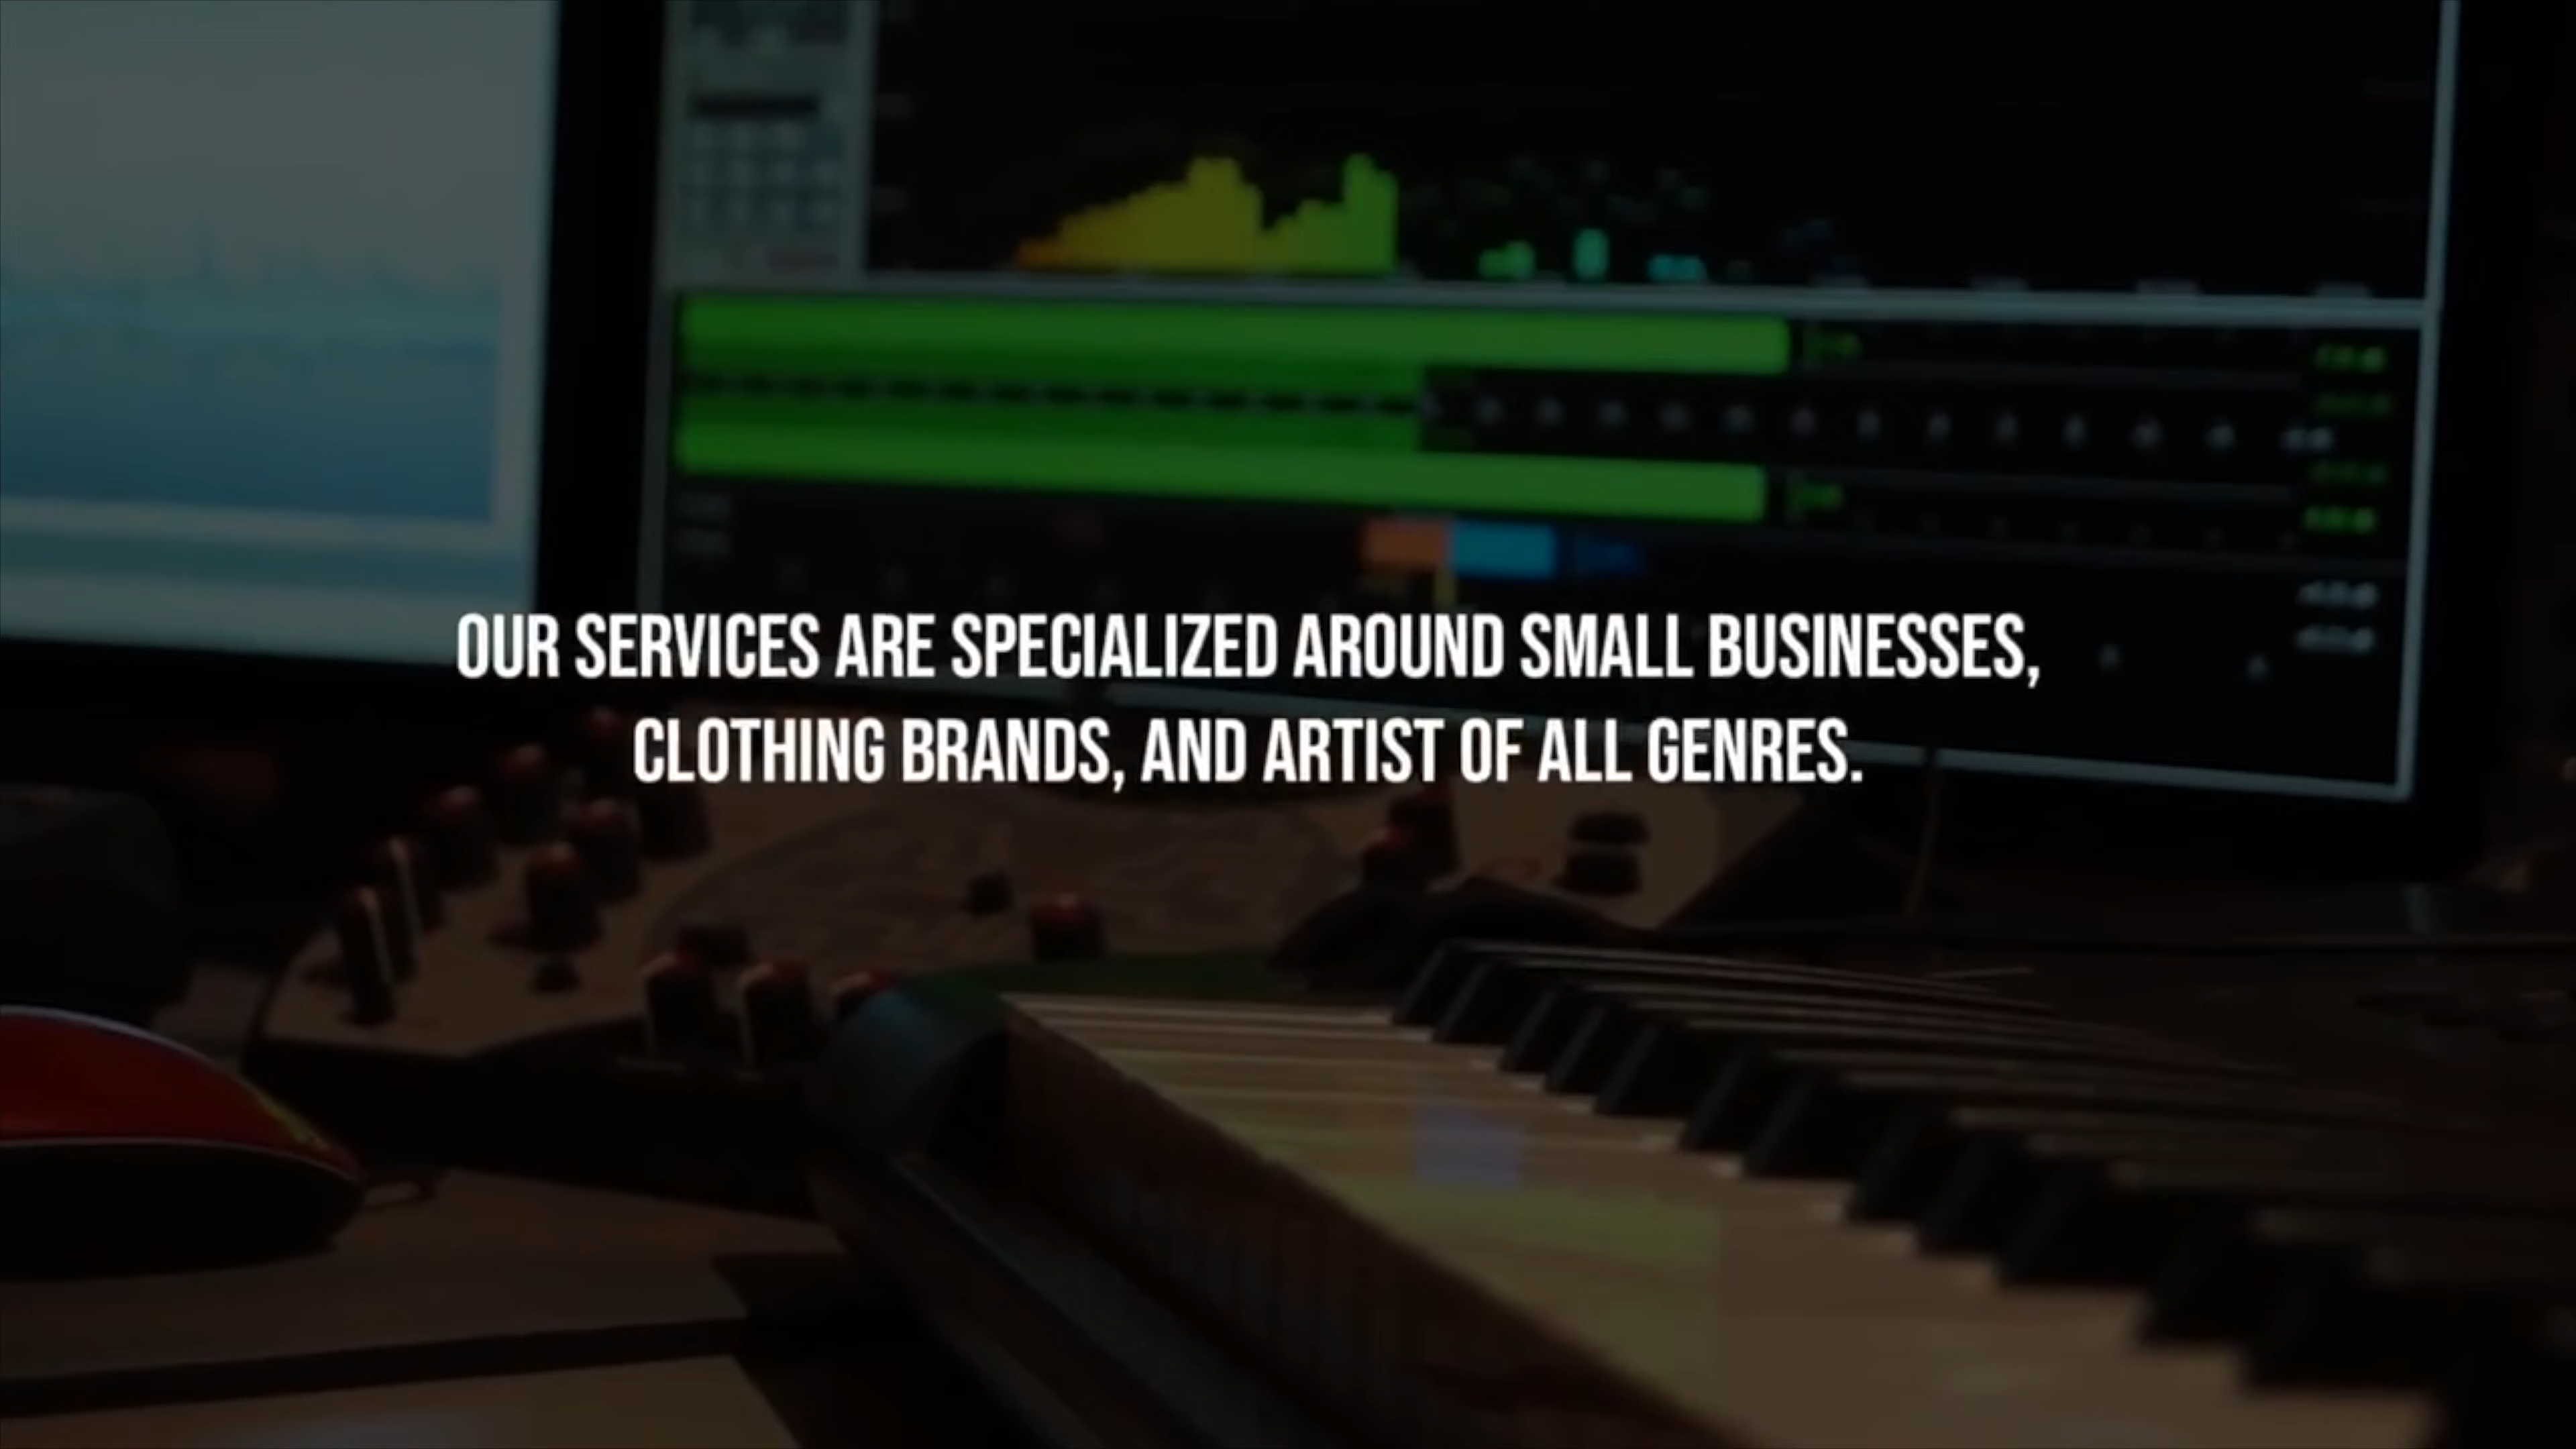 OUR SERVICES ARE SPECIALIZED AROUND SMALL BUSINESSES,
CLOTHING BRANDS, AND ARTIST OF ALL GENRES.